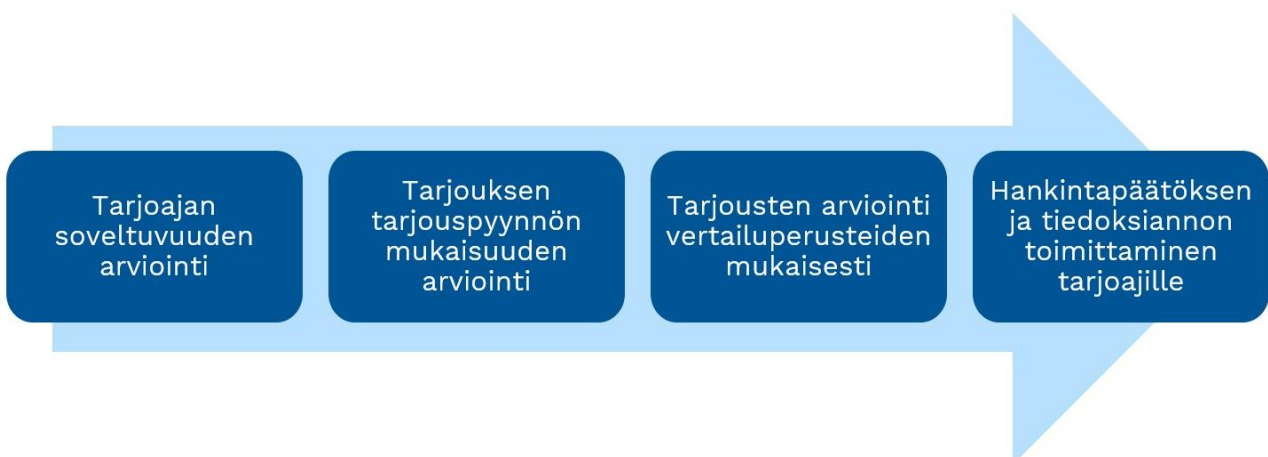 Tarjoajan
soveltuvuuden
arviointi
Tarjouksen
tarjouspyynnön
mukaisuuden
arviointi
Tarjousten arviointi
vertailuperusteiden
mukaisesti
Hankintapäätöksen
ja tiedoksiannon
toimittaminen
tarjoajille